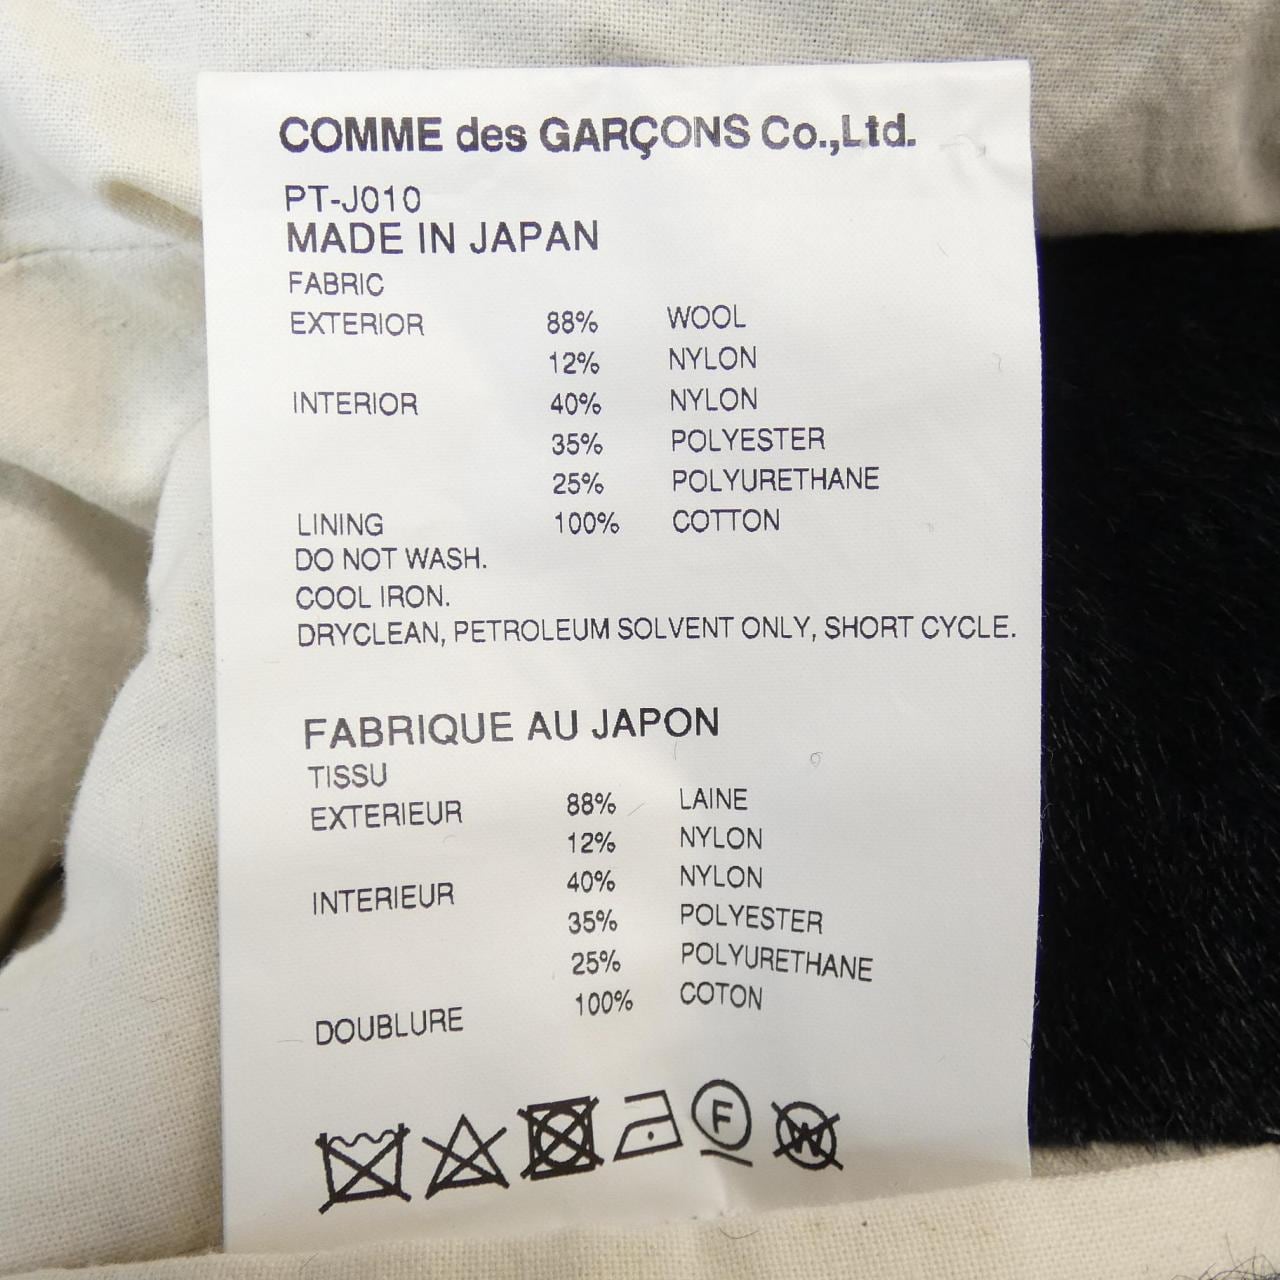 COMME des GARÇONS Co.,Ltd.
PT-J010
MADE IN JAPAN
FABRIC
EXTERIOR 88% WOOL
12% NYLON
INTERIOR 40% NYLON
35% POLYESTER
25% POLYURETHANE
LINING 100% COTTON
DO NOT WASH.
COOL IRON.
DRYCLEAN, PETROLEUM SOLVENT ONLY, SHORT CYCLE.
FABRIQUE AU JAPON
TISSU
EXTERIEUR 88% LAINE
12% NYLON
INTERIEUR 40% NYLON
35% POLYESTER
25% POLYURETHANE
DOUBLURE 100% COTON
F W